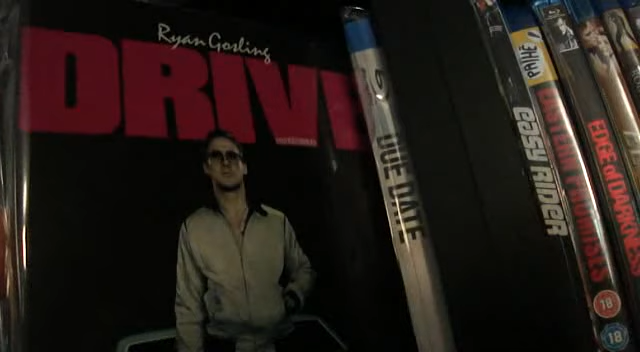 Ryan Gosling
DRIVE
DUE DATE
PATHÉ!
easy RIDER
EASTERN PROMISES
EDGE of DARKNESS
18
18